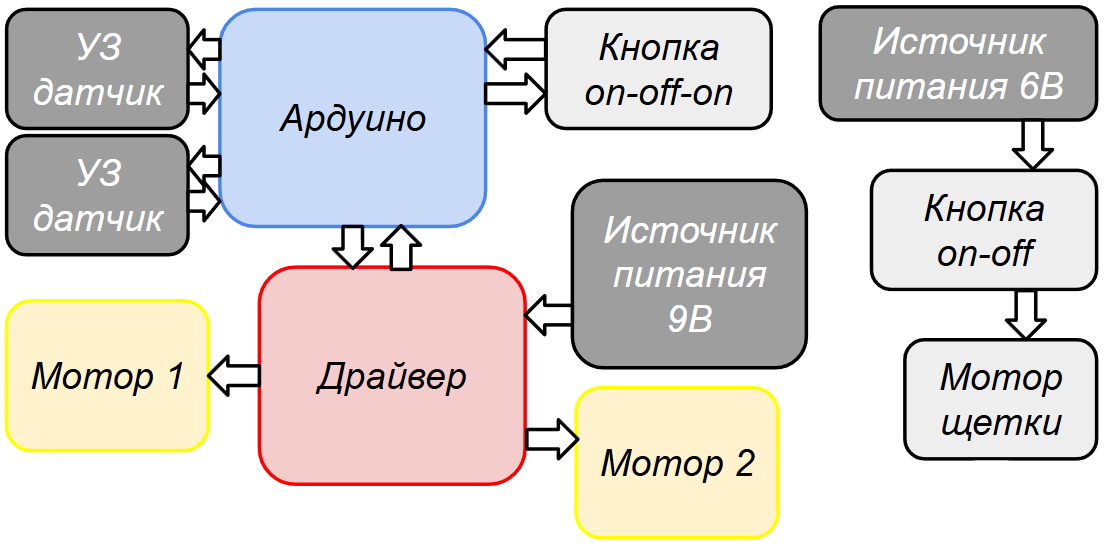 УЗ
датчик
Ардуино
Кнопка
on-off-on
Источник
питания 6В
УЗ
датчик
Источник
питания
9В
Кнопка
on-off
Мотор 1
Драйвер
Мотор 2
Мотор
щетки